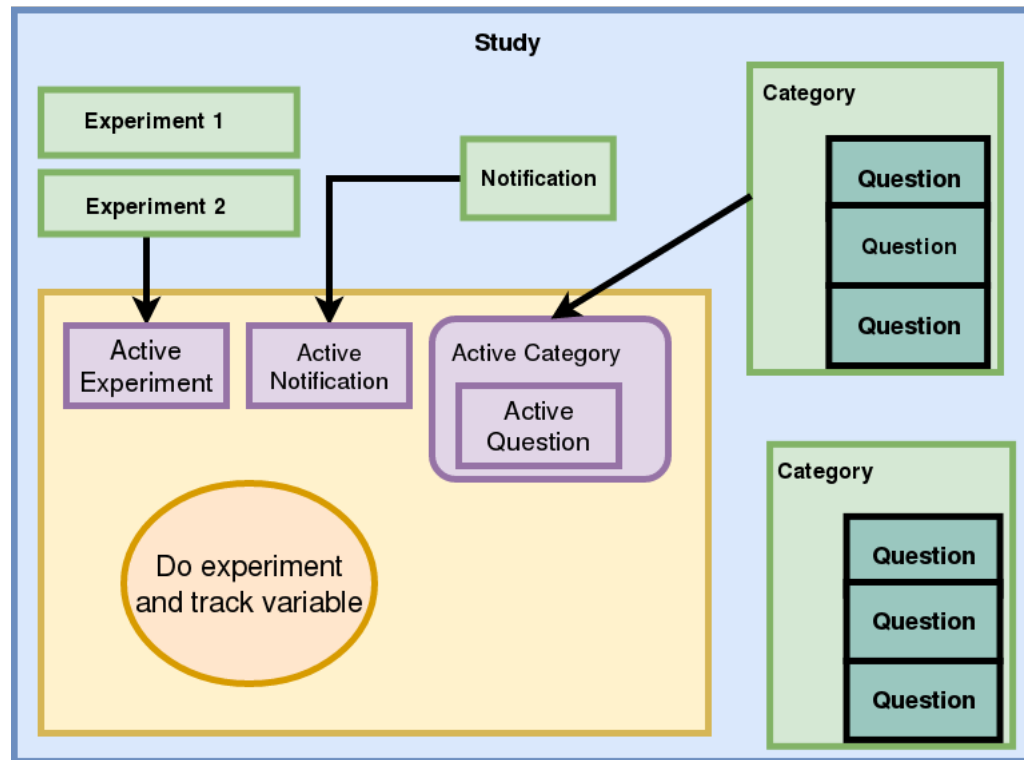 Study
Experiment 1
Experiment 2
Notification
Category
Question
Question
Question
Active
Experiment
Active
Notification
Active Category
Active
Question
Do experiment
and track variable
Category
Question
Question
Question